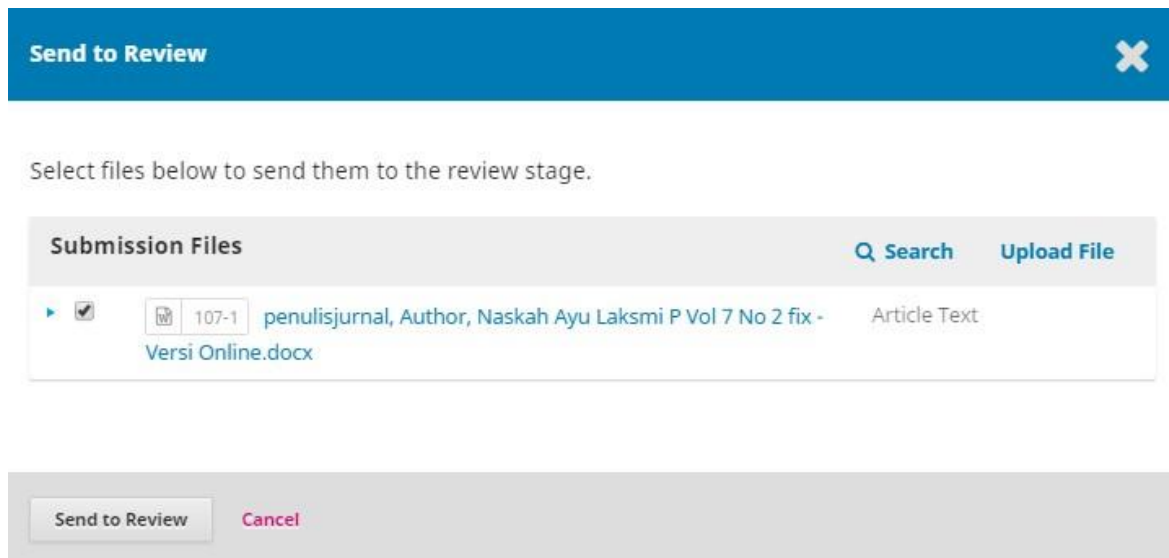 Send to Review
Select files below to send them to the review stage.
Submission Files
Search
Upload File
107-1 penulisjurnal, Author, Naskah Ayu Laksmi P Vol 7 No 2 fix - Article Text
Versi Online.docx
Send to Review
Cancel